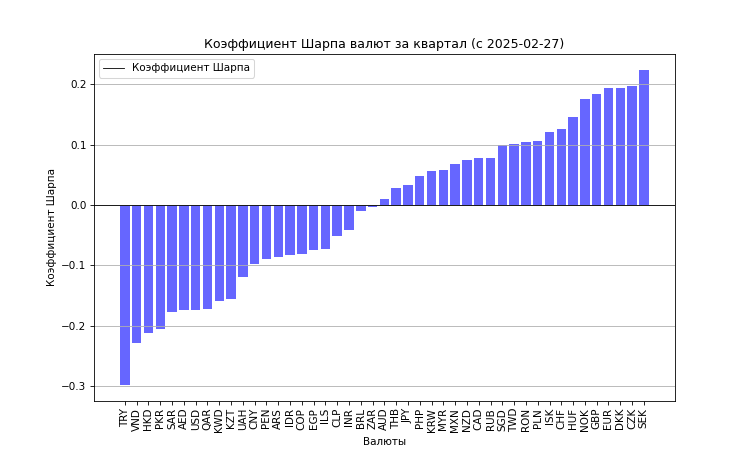 Коэффициент Шарпа валют за квартал (с 2025-02-27)
Коэффициент Шарпа
Коэффициент Шарпа
0.2
0.1
0.0
−0.1
−0.2
−0.3
TRY VND HKD PKR SAR AED USD QAR KWD KZT UAH CNY PEN ARS IDR COP EGP ILS CLP INR BRL ZAR AUD THB JPY PHP KRW MYR MXN NZD CAD RUB SGD TWD RON PLN ISK CHF HUF NOK GBP EUR DKK CZK SEK
Валюты